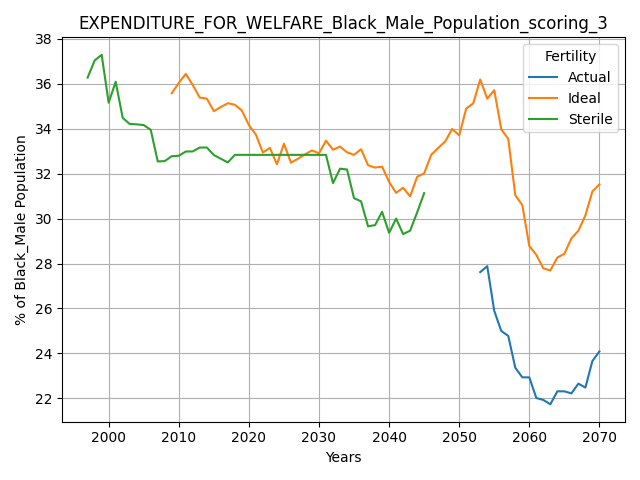 EXPENDITURE_FOR_WELFARE_Black_Male_Population_scoring_3
% of Black_Male Population
38
36
34
32
30
28
26
24
22
Fertility
Actual
Ideal
Sterile
2000 2010 2020 2030 2040 2050 2060 2070
Years